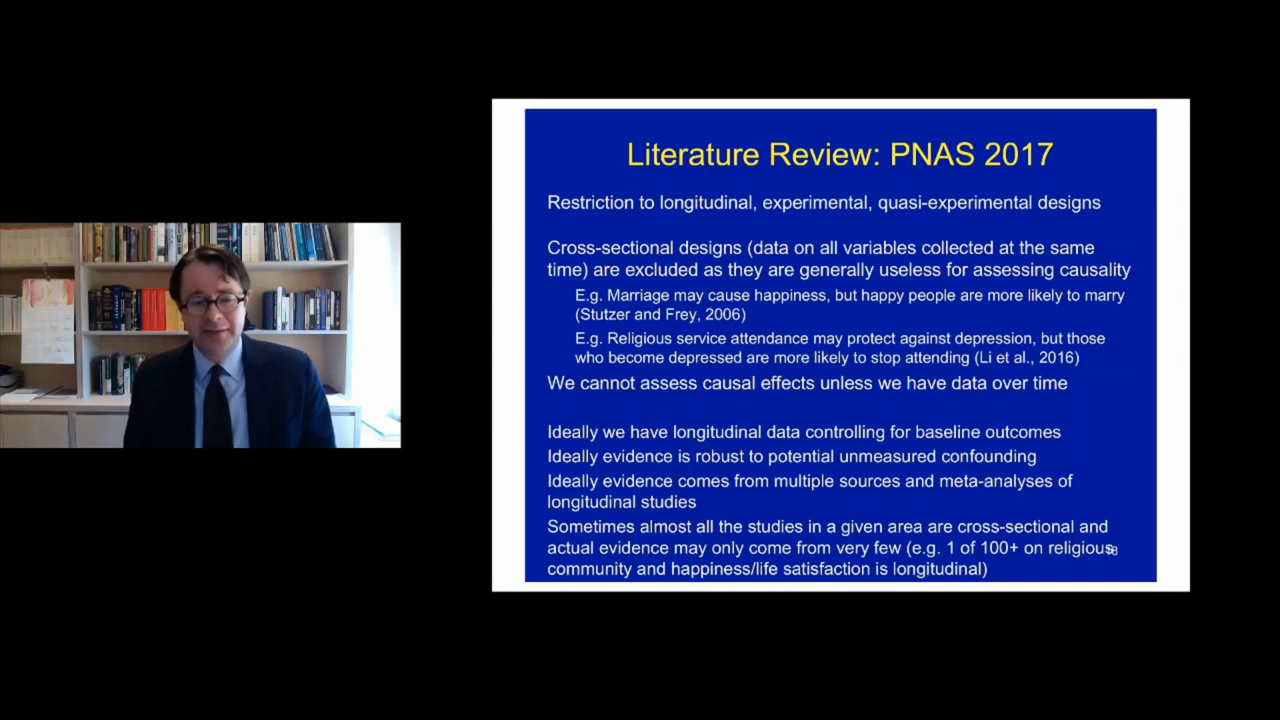 Literature Review: PNAS 2017
Restriction to longitudinal, experimental, quasi-experimental designs
Cross-sectional designs (data on all variables collected at the same
time) are excluded as they are generally useless for assessing causality
E.g. Marriage may cause happiness, but happy people are more likely to marry
(Stutzer and Frey, 2006)
E.g. Religious service attendance may protect against depression, but those
who become depressed are more likely to stop attending (Li et al., 2016)
We cannot assess causal effects unless we have data over time
Ideally we have longitudinal data controlling for baseline outcomes
Ideally evidence is robust to potential unmeasured confounding
Ideally evidence comes from multiple sources and meta-analyses of
longitudinal studies
Sometimes almost all the studies in a given area are cross-sectional and
actual evidence may only come from very few (e.g. 1 of 100+ on religious
community and happiness/life satisfaction is longitudinal)